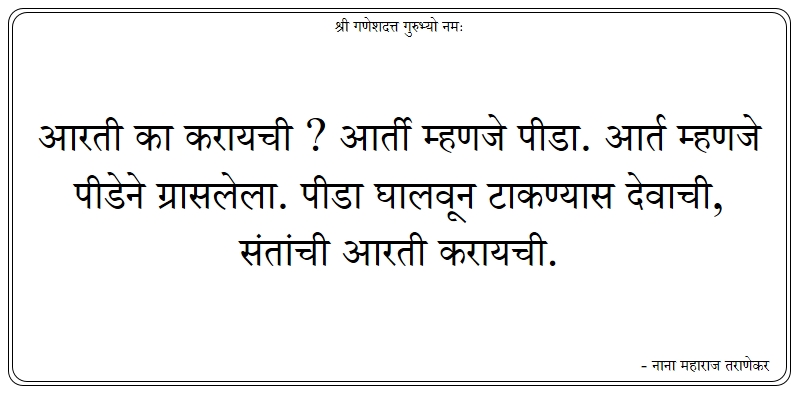 श्री गणेशदत्त गुरुभ्यो नमः
आरती का करायची ? आर्ती म्हणजे पीडा. आर्त म्हणजे
पीडेने ग्रासलेला. पीडा घालवून टाकण्यास देवाची,
संतांची आरती करायची.
- नाना महाराज तराणेकर